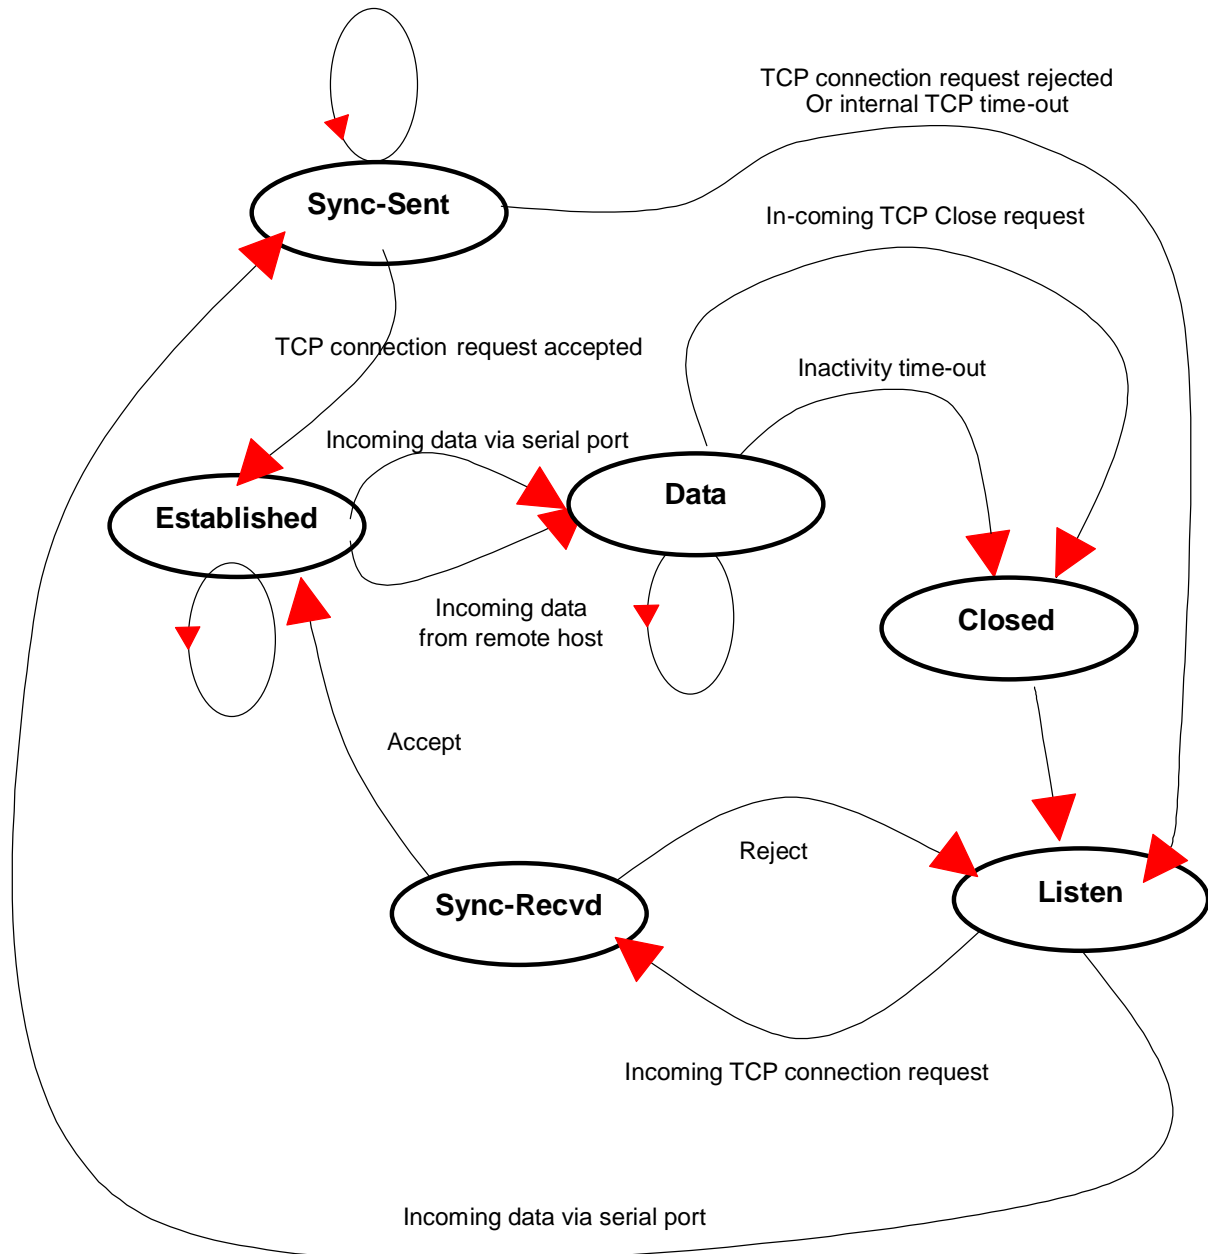 TCP connection request rejected
Or internal TCP time-out
Sync-Sent
In-coming TCP Close request
TCP connection request accepted
Inactivity time-out
Incoming data via serial port
Data
Established
Incoming data
from remote host
Closed
Accept
Reject
Sync-Recvd
Listen
Incoming TCP connection request
Incoming data via serial port